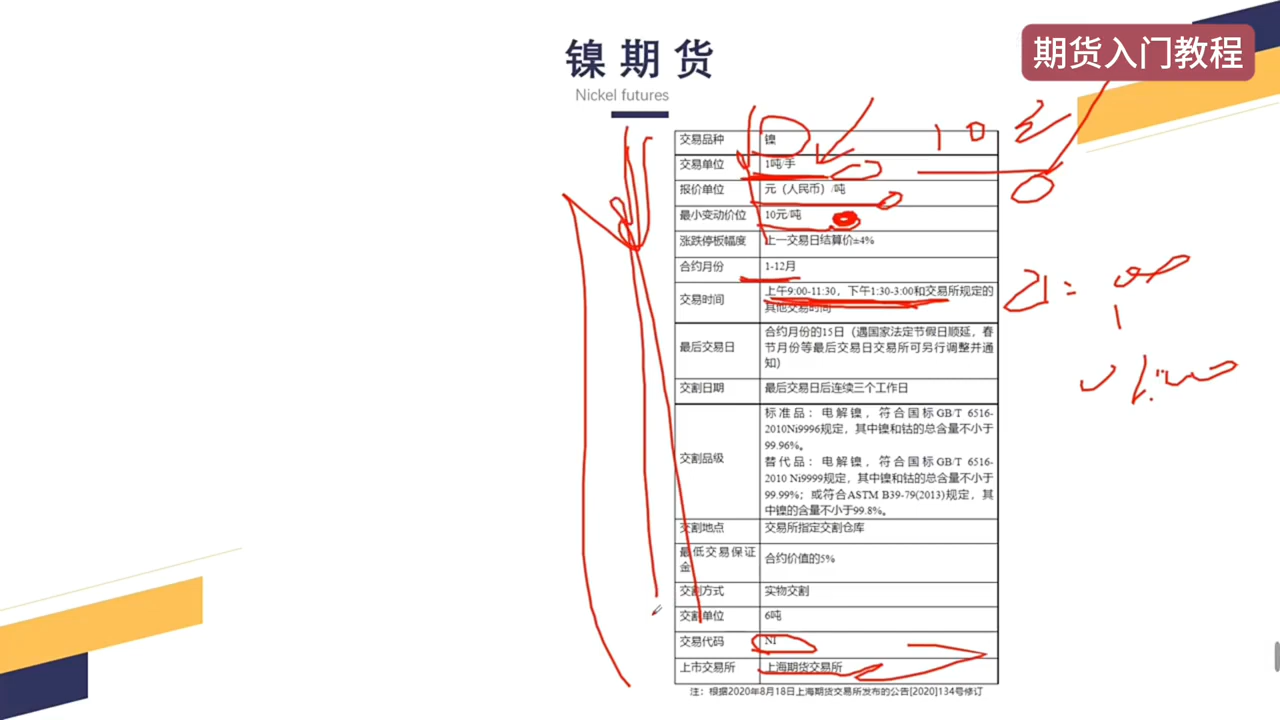 期货入门教程
镍期货
Nickel futures
交易品种 镍
交易单位 1吨/手
报价单位 元（人民币）/吨
最小变动价位 10元/吨
涨跌停板幅度 上一交易日结算价±4%
合约月份 1-12月
交易时间 上午9:00-11:30，下午1:30-3:00和交易所规定的
其他交易时间
最后交易日 合约月份的15日（遇国家法定节假日顺延，春
节月份等最后交易日交易所可另行调整并通
知）
交割日期 最后交易日后连续三个工作日
交割品级 标准品：电解镍，符合国标GB/T 6516-
2010Ni9996规定，其中镍和钴的总含量不小于
99.96%。
替代品：电解镍，符合国标GB/T 6516-
2010 Ni9999规定，其中镍和钴的总含量不小于
99.99%；或符合ASTM B39-79(2013)规定，其
中镍的含量不小于99.8%。
交割地点 交易所指定交割仓库
最低交易保证金 合约价值的5%
交割方式 实物交割
交割单位 6吨
交易代码 NI
上市交易所 上海期货交易所
注：根据2020年8月18日上海期货交易所发布的公告[2020]134号修订